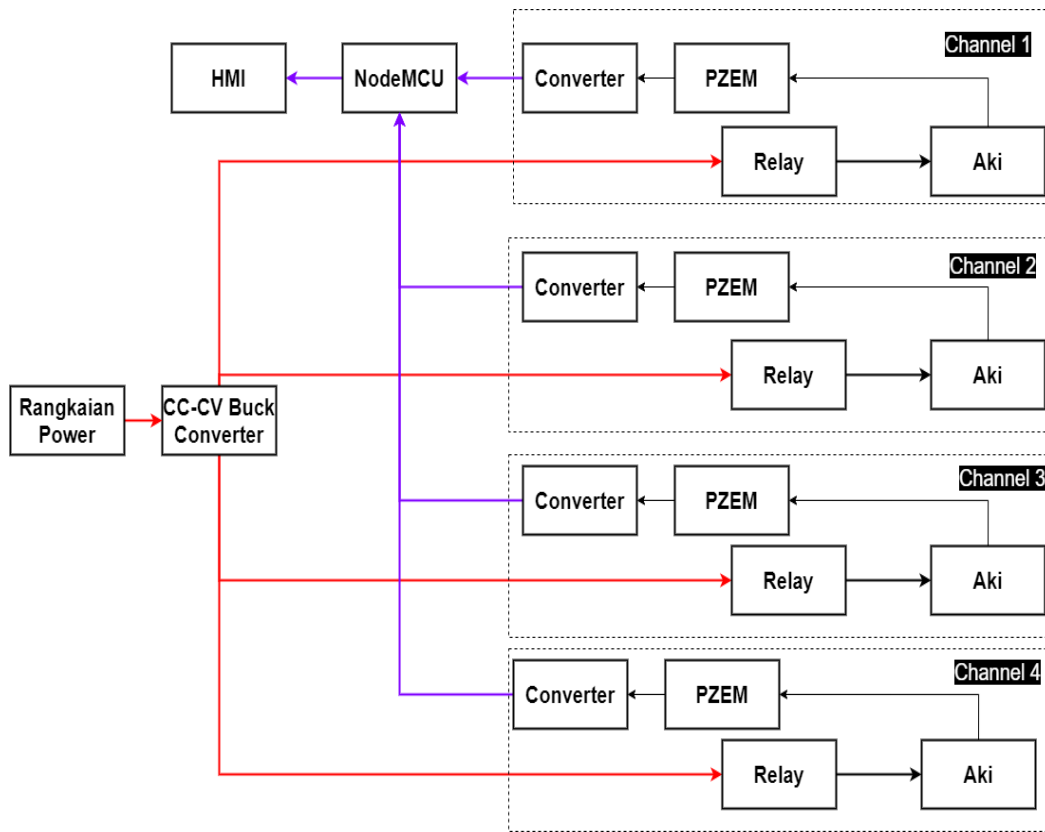 Channel 1
HMI
NodeMCU
Converter
PZEM
Relay
Aki
Channel 2
Converter
PZEM
Relay
Aki
Rangkaian
Power
CC-CV Buck
Converter
Channel 3
Converter
PZEM
Relay
Aki
Channel 4
Converter
PZEM
Relay
Aki